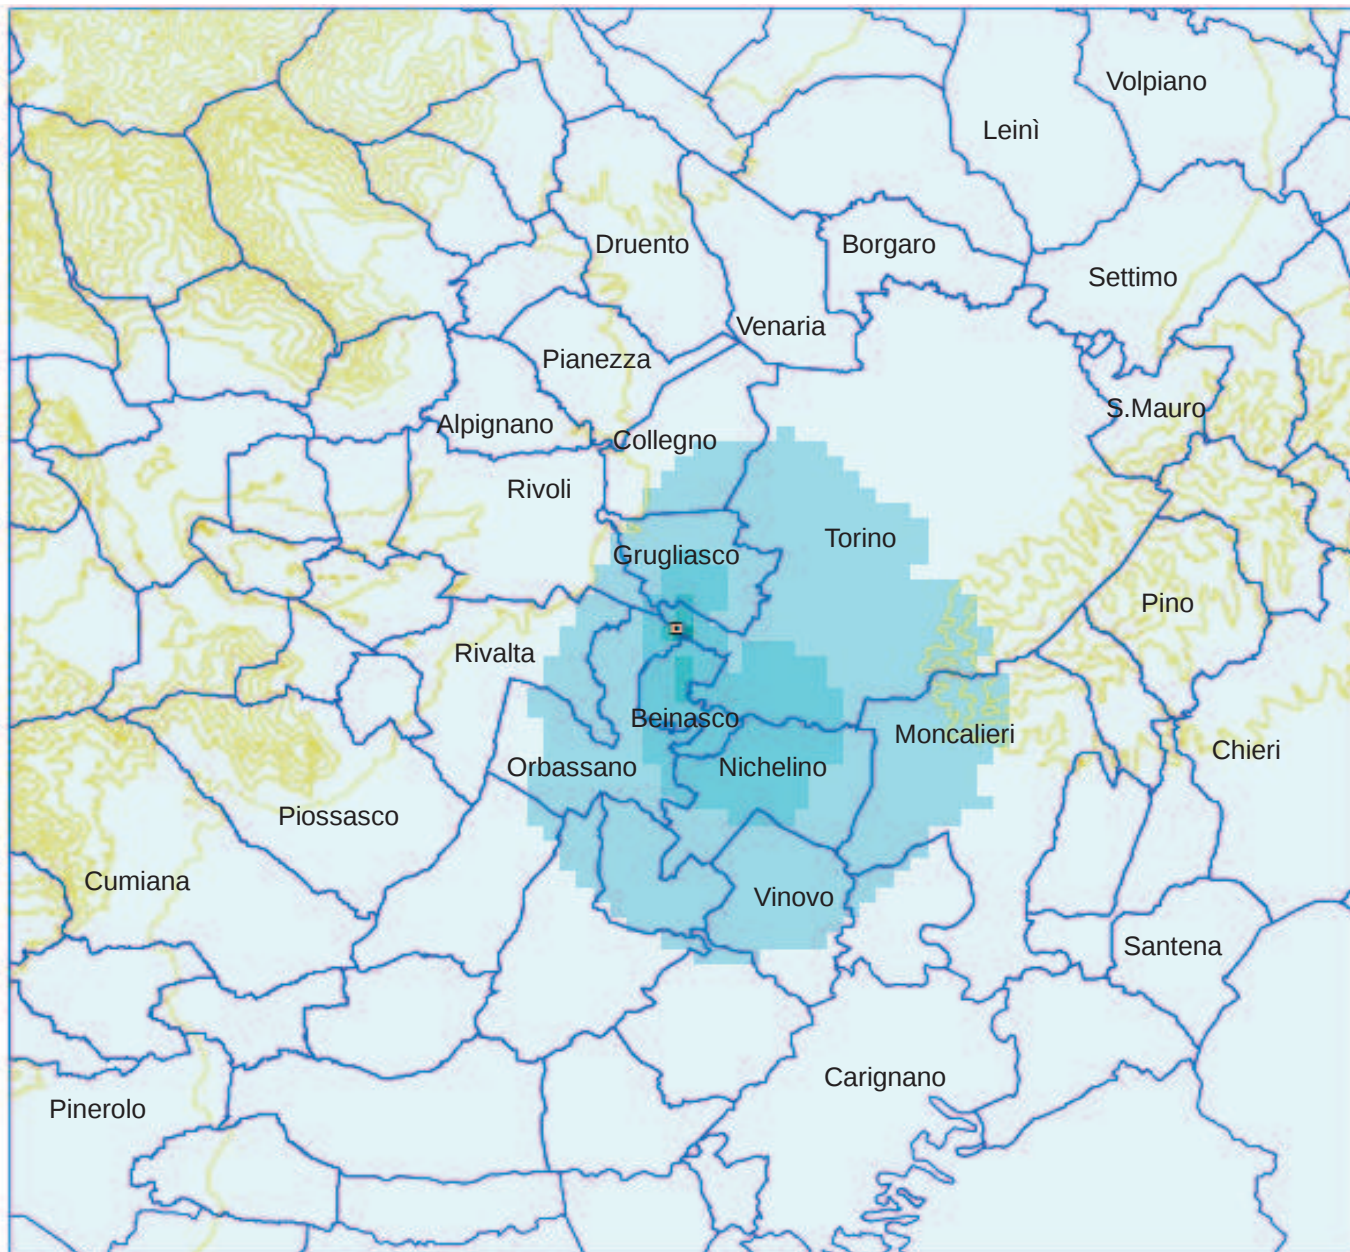 Volpiano
Leinì
Druento
Borgaro
Settimo
Venaria
Pianezza
S.Mauro
Alpignano
Collegno
Rivoli
Torino
Grugliasco
Pino
Rivalta
Beinasco
Moncalieri
Chieri
Orbassano
Nichelino
Piossasco
Cumiana
Vinovo
Santena
Carignano
Pinerolo